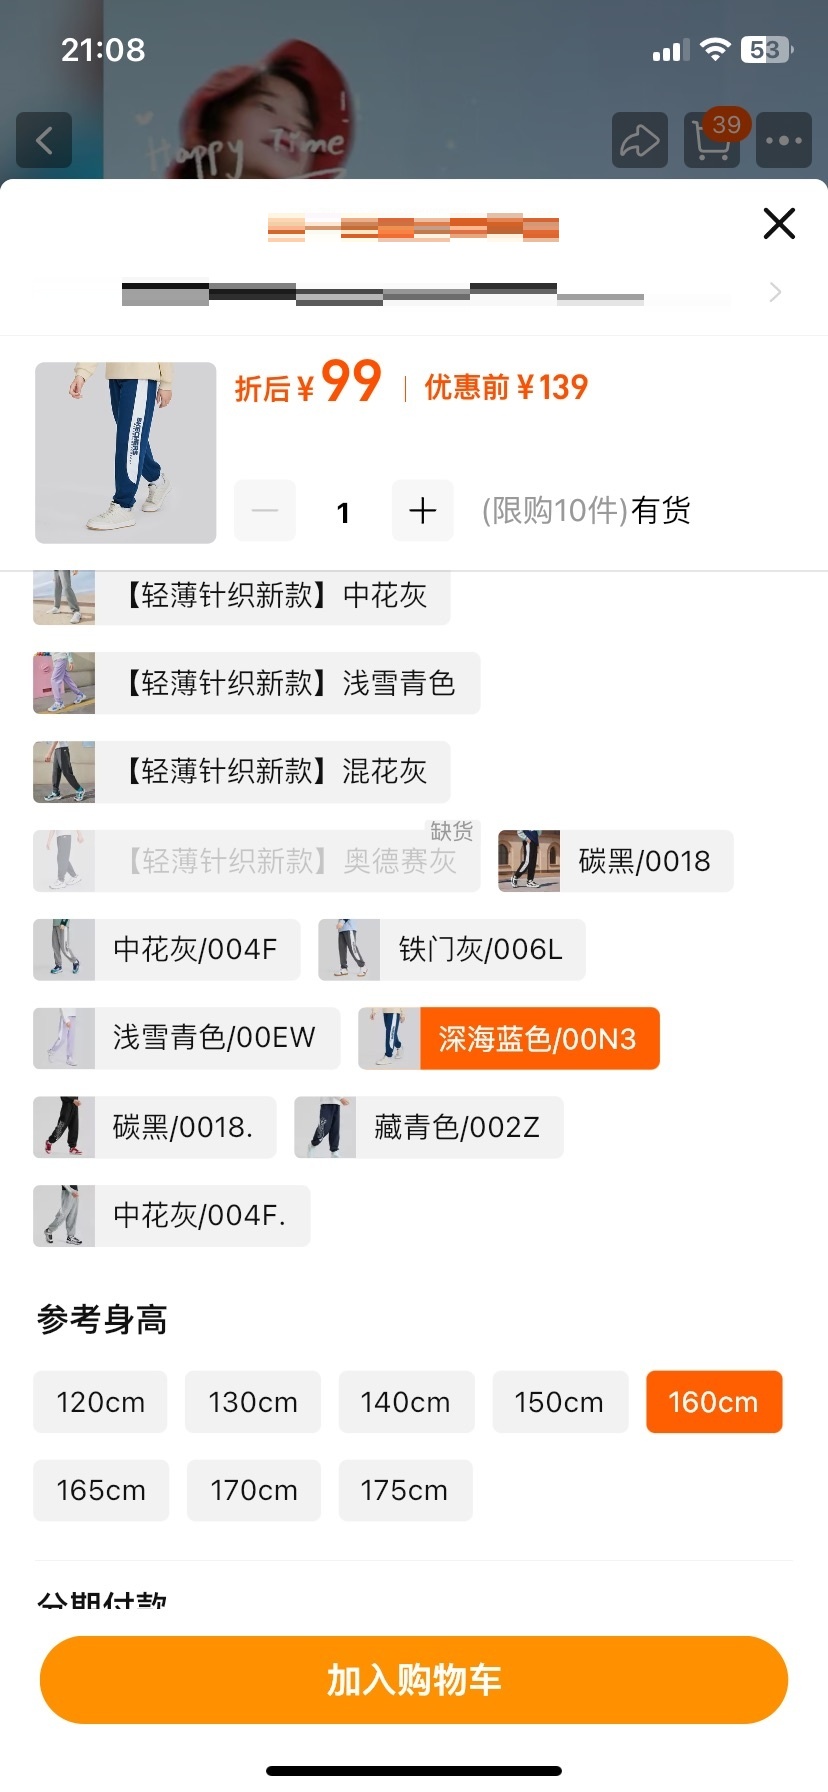 21:08
53
Happy Time
39
折后¥99 | 优惠前¥139
1
(限购10件)有货
SKECHERS
【轻薄针织新款】中花灰
【轻薄针织新款】浅雪青色
【轻薄针织新款】混花灰
缺货
【轻薄针织新款】奥德赛灰
碳黑/0018
中花灰/004F
铁门灰/006L
浅雪青色/00EW
深海蓝色/00N3
碳黑/0018.
藏青色/002Z
中花灰/004F.
参考身高
120cm 130cm 140cm 150cm 160cm
165cm 170cm 175cm
分期付款
加入购物车